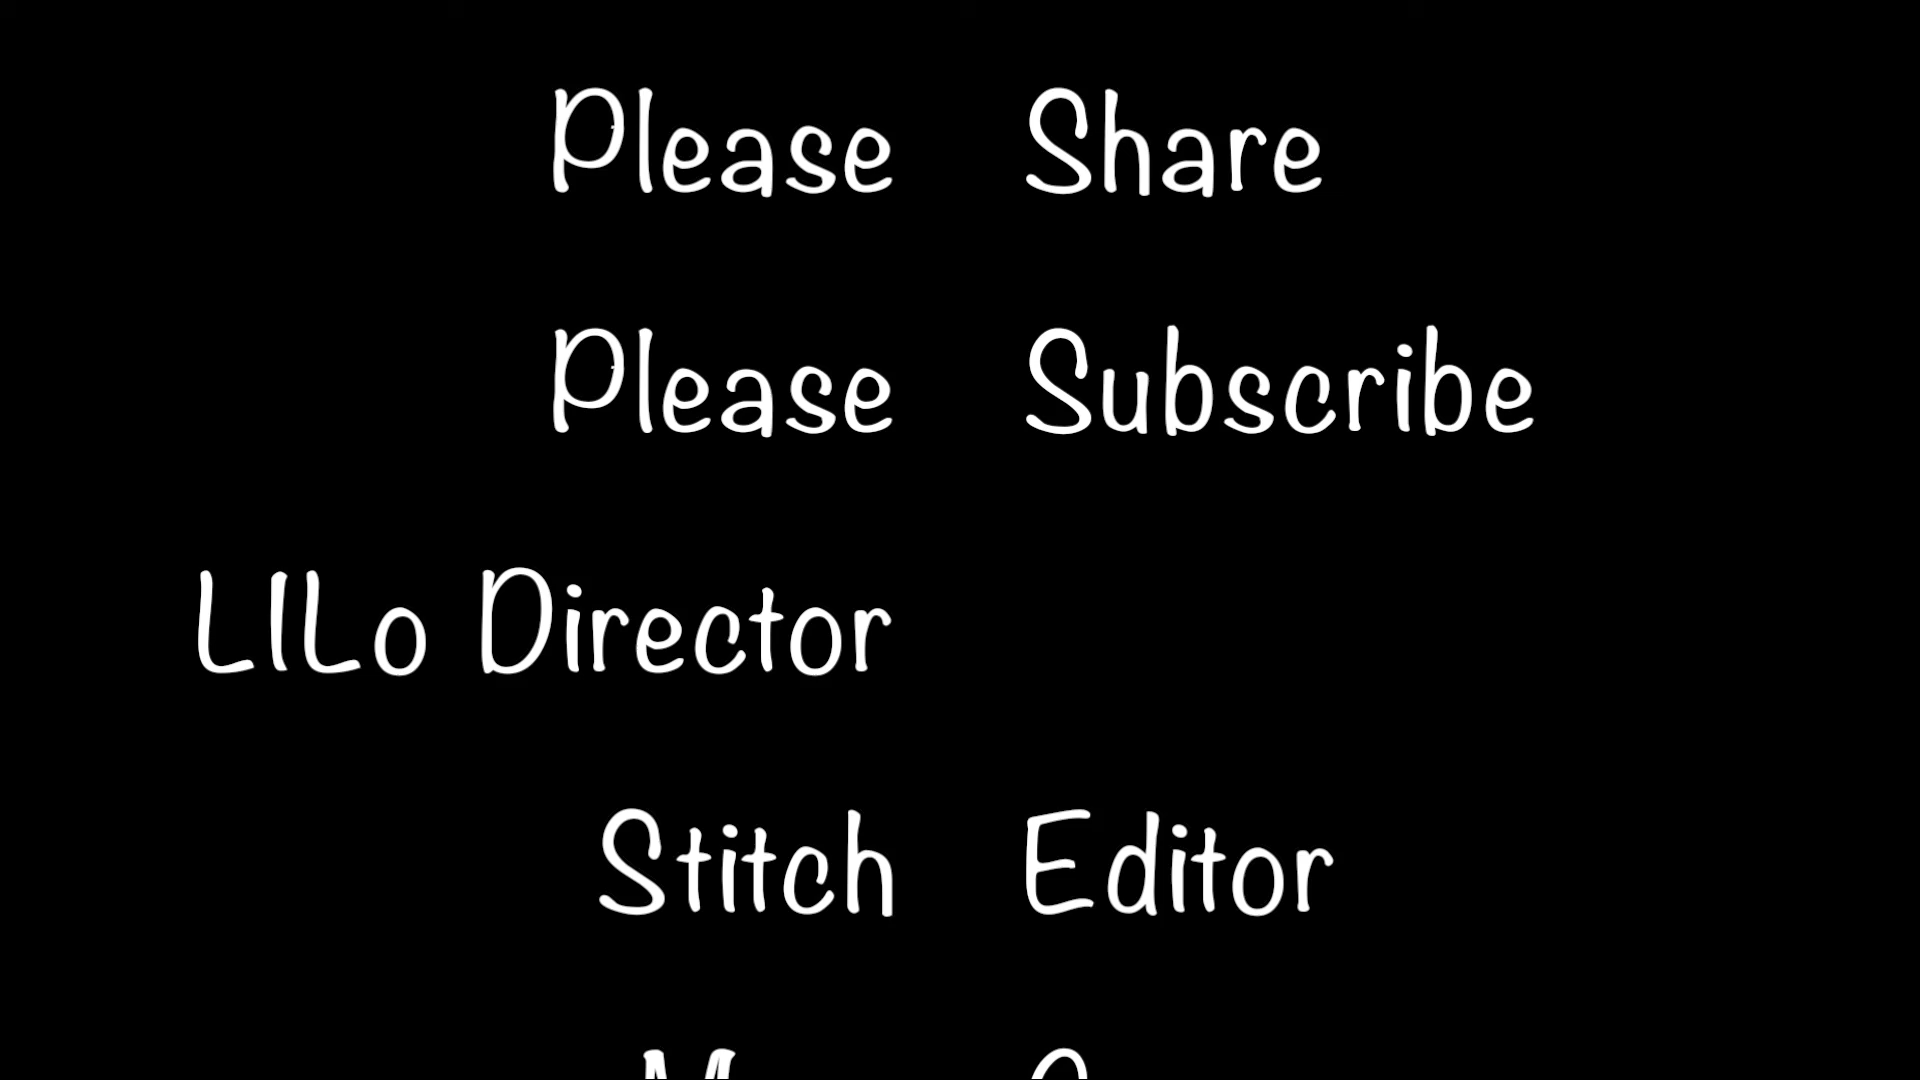 Please Share
Please Subscribe
LILo Director
Stitch Editor